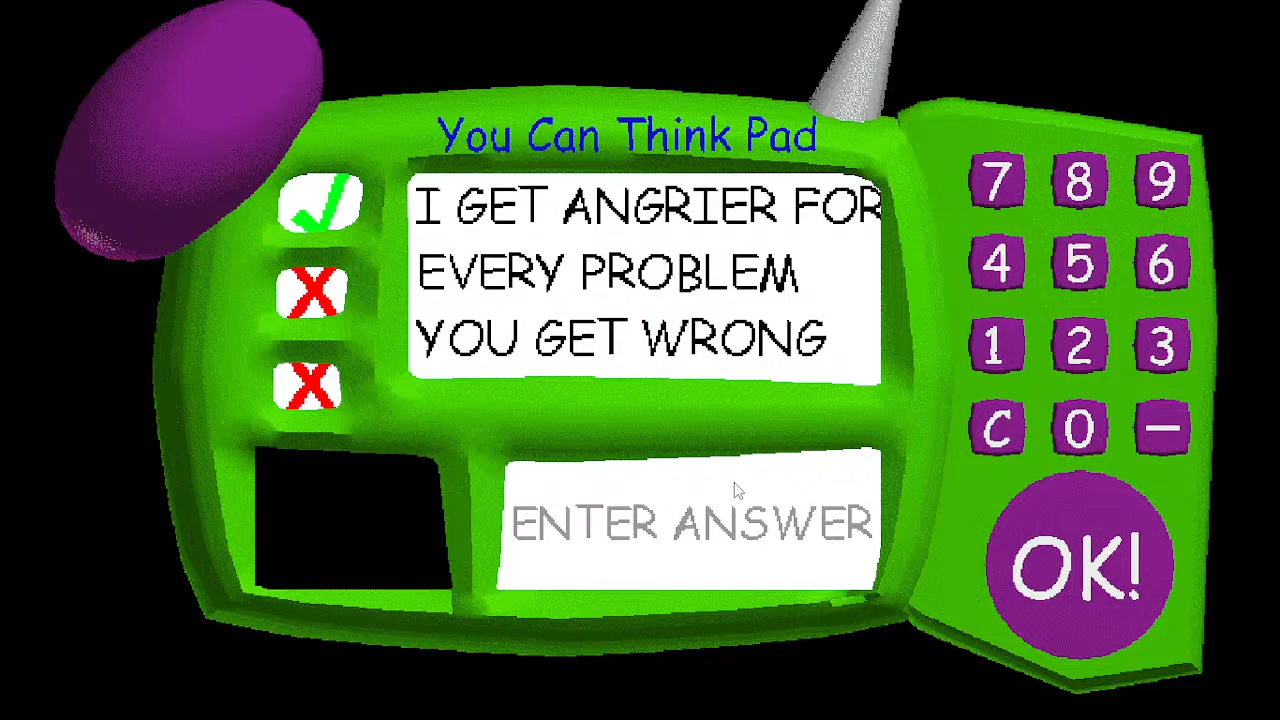 You Can Think Pad
I GET ANGRIER FOR
EVERY PROBLEM
YOU GET WRONG
ENTER ANSWER
7 8 9
4 5 6
1 2 3
C 0 —
OK!